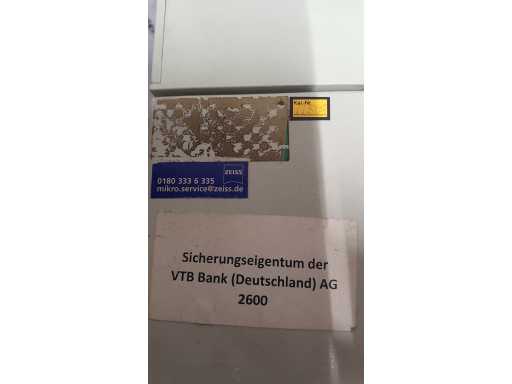 Kal.-Nr
ZEISS
0180 333 6 335
mikro.service@zeiss.de
Sicherungseigentum der
VTB Bank (Deutschland) AG
2600